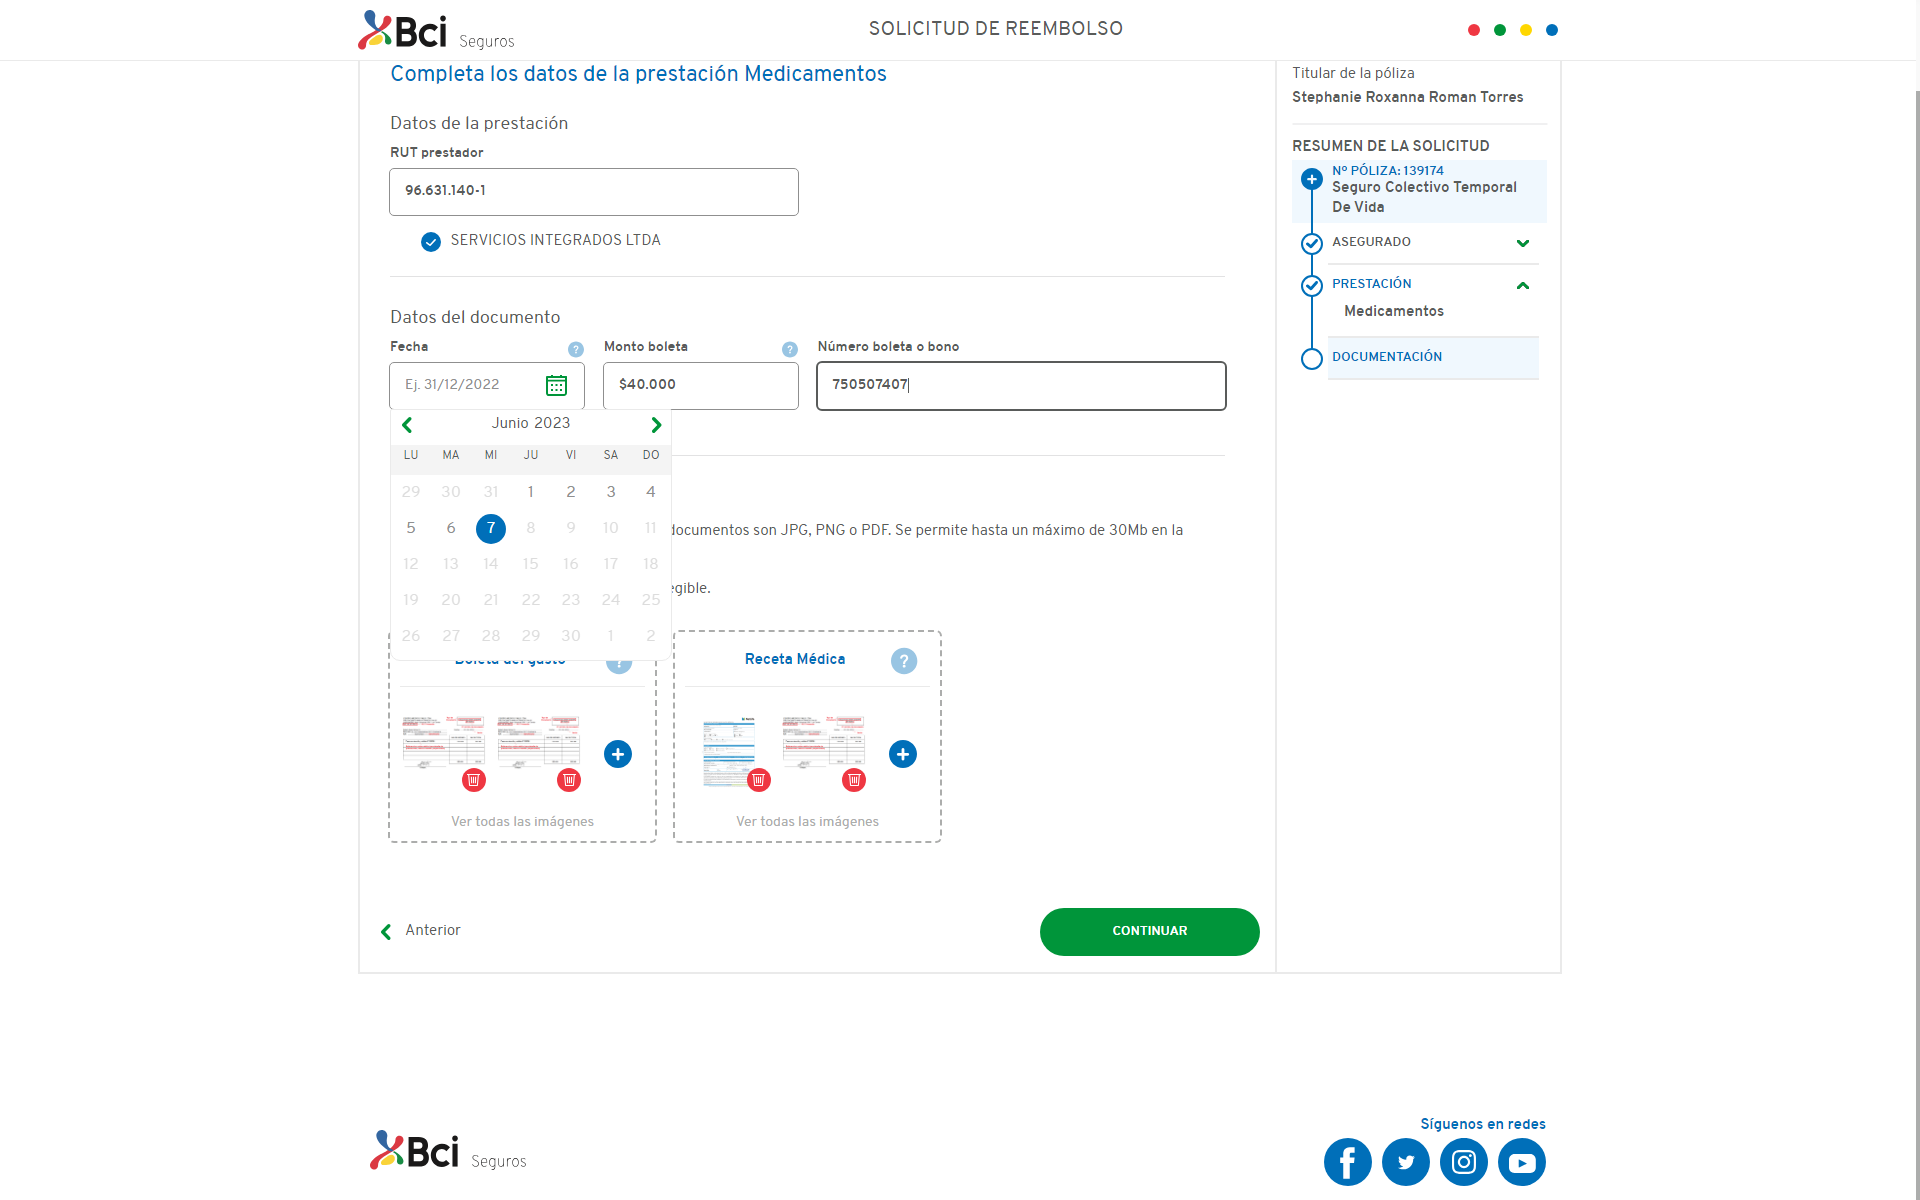 Bci Seguros
SOLICITUD DE REEMBOLSO
Completa los datos de la prestación Medicamentos
Datos de la prestación
RUT prestador
96.631.140-1
SERVICIOS INTEGRADOS LTDA
Datos del documento
Fecha ?
Monto boleta ?
Número boleta o bono
Ej. 31/12/2022
$40.000
750507407
Junio 2023
LU MA MI JU VI SA DO
29 30 31 1 2 3 4
5 6 7 8 9 10 11
12 13 14 15 16 17 18
19 20 21 22 23 24 25
26 27 28 29 30 1 2
documentos son JPG, PNG o PDF. Se permite hasta un máximo de 30Mb en la
egible.
Boleta del gasto ?
Ver todas las imágenes
Receta Médica ?
Ver todas las imágenes
Anterior
CONTINUAR
Titular de la póliza
Stephanie Roxanna Roman Torres
RESUMEN DE LA SOLICITUD
Nº PÓLIZA: 139174
Seguro Colectivo Temporal
De Vida
ASEGURADO
PRESTACIÓN
Medicamentos
DOCUMENTACIÓN
Bci Seguros
Síguenos en redes